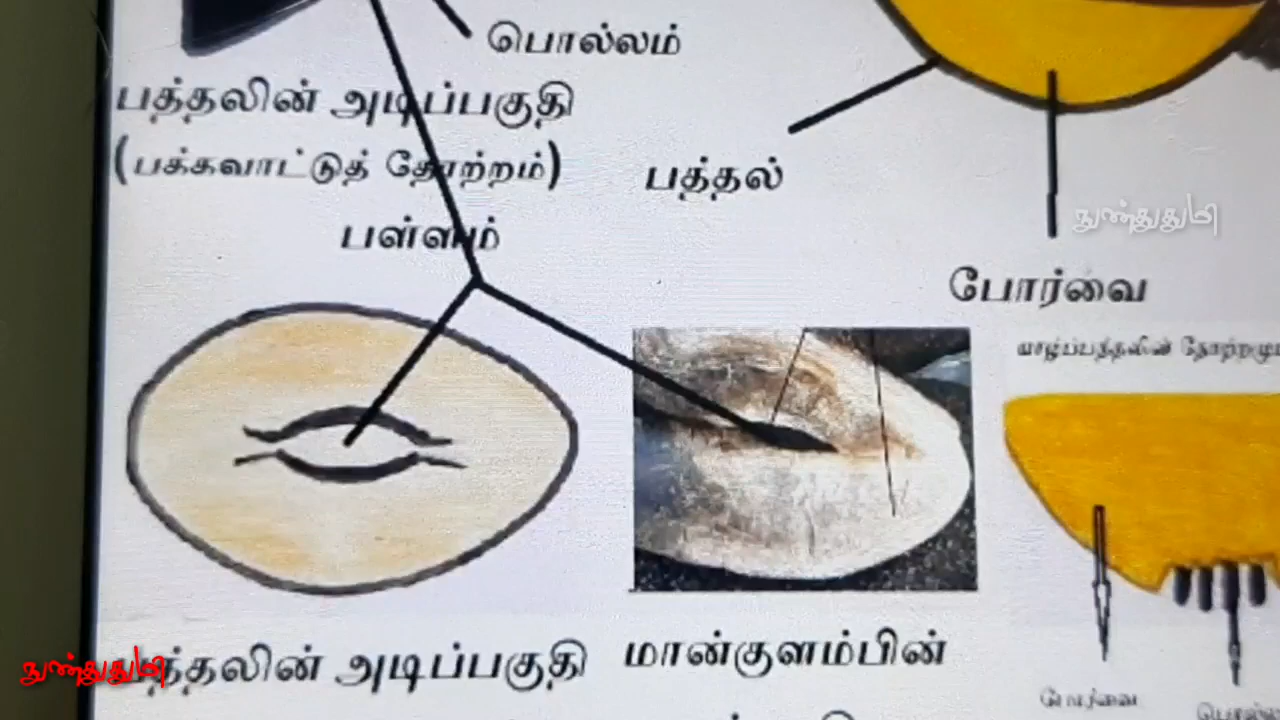 பொல்லம்
பத்தலின் அடிப்பகுதி
(பக்கவாட்டுத் தோற்றம்)
பத்தல்
பள்ளம்
நுண்துதுமி
போர்வை
யாழ்ப்பத்தலின்
பத்தலின் அடிப்பகுதி
மான்குளம்பின்
நுண்துதுமி
போர்வை